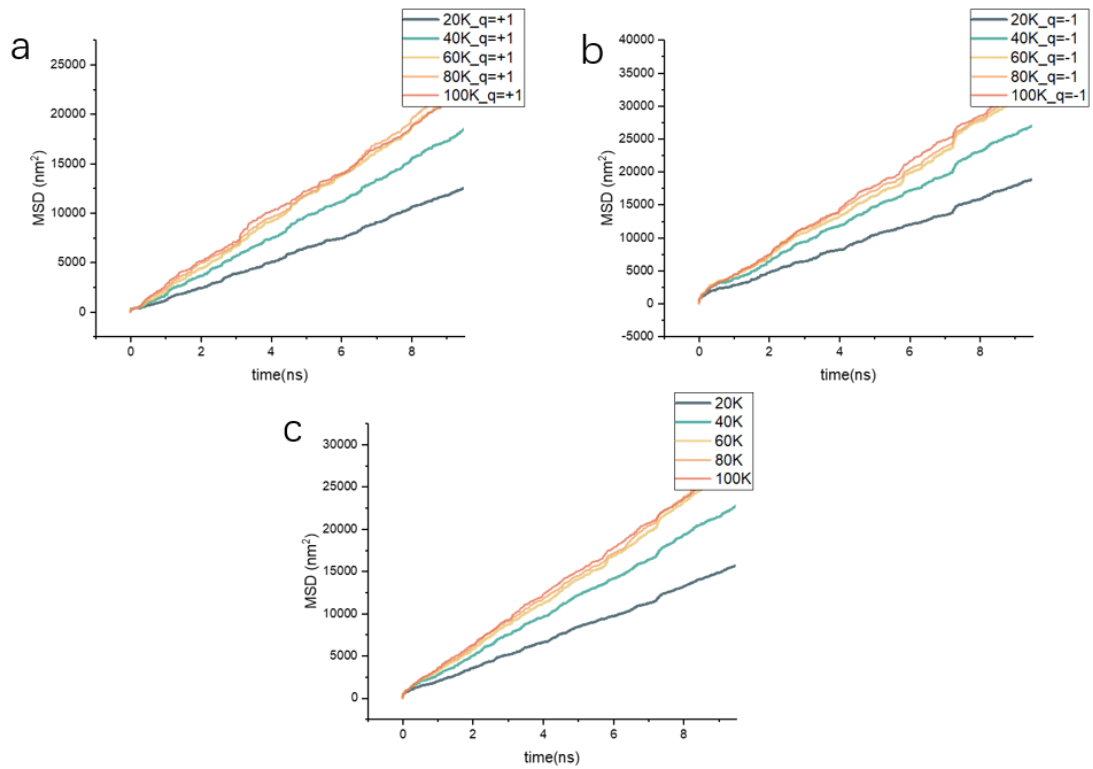 a
20K_q=+1
40K_q=+1
60K_q=+1
80K_q=+1
100K_q=+1
25000
20000
15000
10000
5000
0
MSD (nm²)
0 2 4 6 8
time(ns)
b
20K_q=-1
40K_q=-1
60K_q=-1
80K_q=-1
100K_q=-1
40000
35000
30000
25000
20000
15000
10000
5000
0
-5000
MSD (nm²)
0 2 4 6 8
time(ns)
c
20K
40K
60K
80K
100K
30000
25000
20000
15000
10000
5000
0
MSD (nm²)
0 2 4 6 8
time(ns)